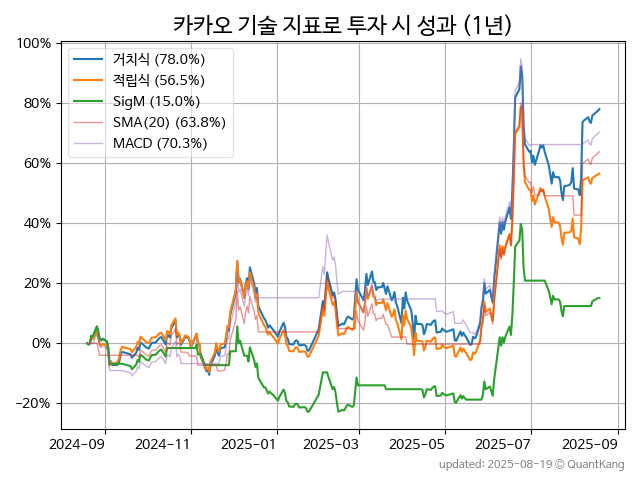 카카오 기술 지표로 투자 시 성과 (1년)
100%
80%
60%
40%
20%
0%
−20%
거치식 (78.0%)
적립식 (56.5%)
SigM (15.0%)
SMA(20) (63.8%)
MACD (70.3%)
2024-09
2024-11
2025-01
2025-03
2025-05
2025-07
2025-09
updated: 2025-08-19 © QuantKang